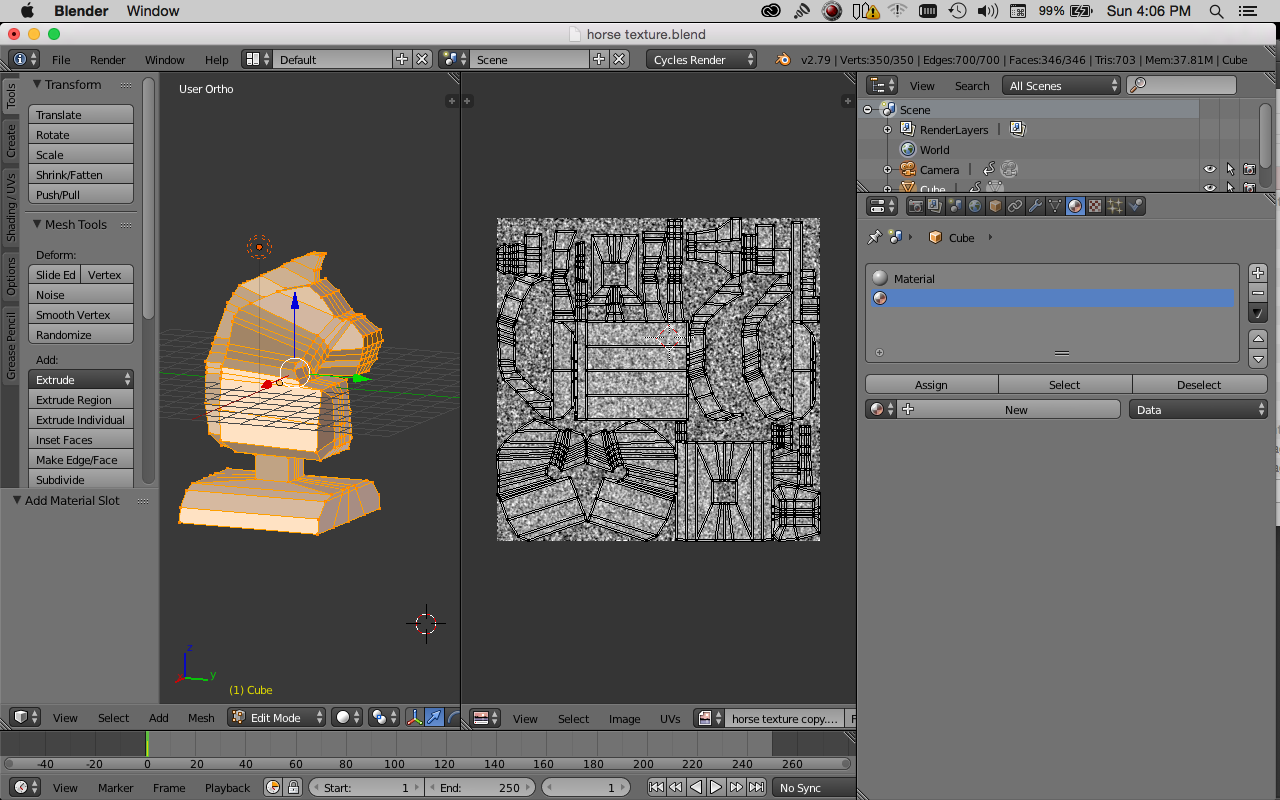 Blender Window 99% Sun 4:06 PM
horse texture.blend
File Render Window Help Default Scene Cycles Render v2.79 | Verts:350/350 | Edges:700/700 | Faces:346/346 | Tris:703 | Mem:37.81M | Cube
Tools
Create
Shading / UVs
Options
Grease Pencil
Transform
Translate
Rotate
Scale
Shrink/Fatten
Push/Pull
Mesh Tools
Deform:
Slide Ed Vertex
Noise
Smooth Vertex
Randomize
Add:
Extrude
Extrude Region
Extrude Individual
Inset Faces
Make Edge/Face
Subdivide
Add Material Slot
User Ortho
z
y
x
(1) Cube
View Select Add Mesh Edit Mode
View Select Image UVs horse texture copy.... F
View Search All Scenes
Scene
RenderLayers
World
Camera
Cube
Cube
Material
Assign Select Deselect
New Data
-40 -20 0 20 40 60 80 100 120 140 160 180 200 220 240 260
View Marker Frame Playback Start: 1 End: 250 1 No Sync